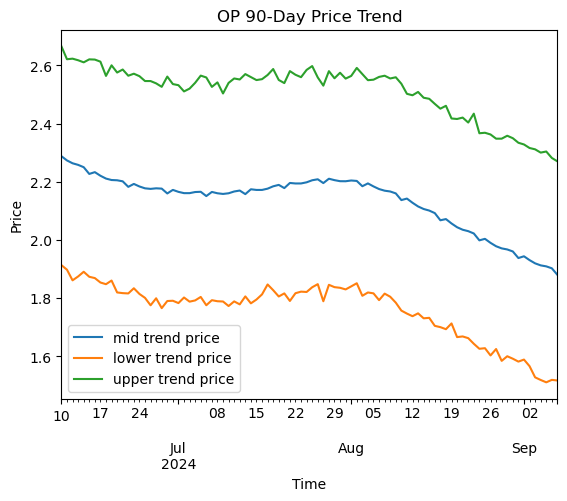 OP 90-Day Price Trend
Price
2.6
2.4
2.2
2.0
1.8
1.6
mid trend price
lower trend price
upper trend price
10 17 24 08 15 22 29 05 12 19 26 02
Jul Aug Sep
2024
Time